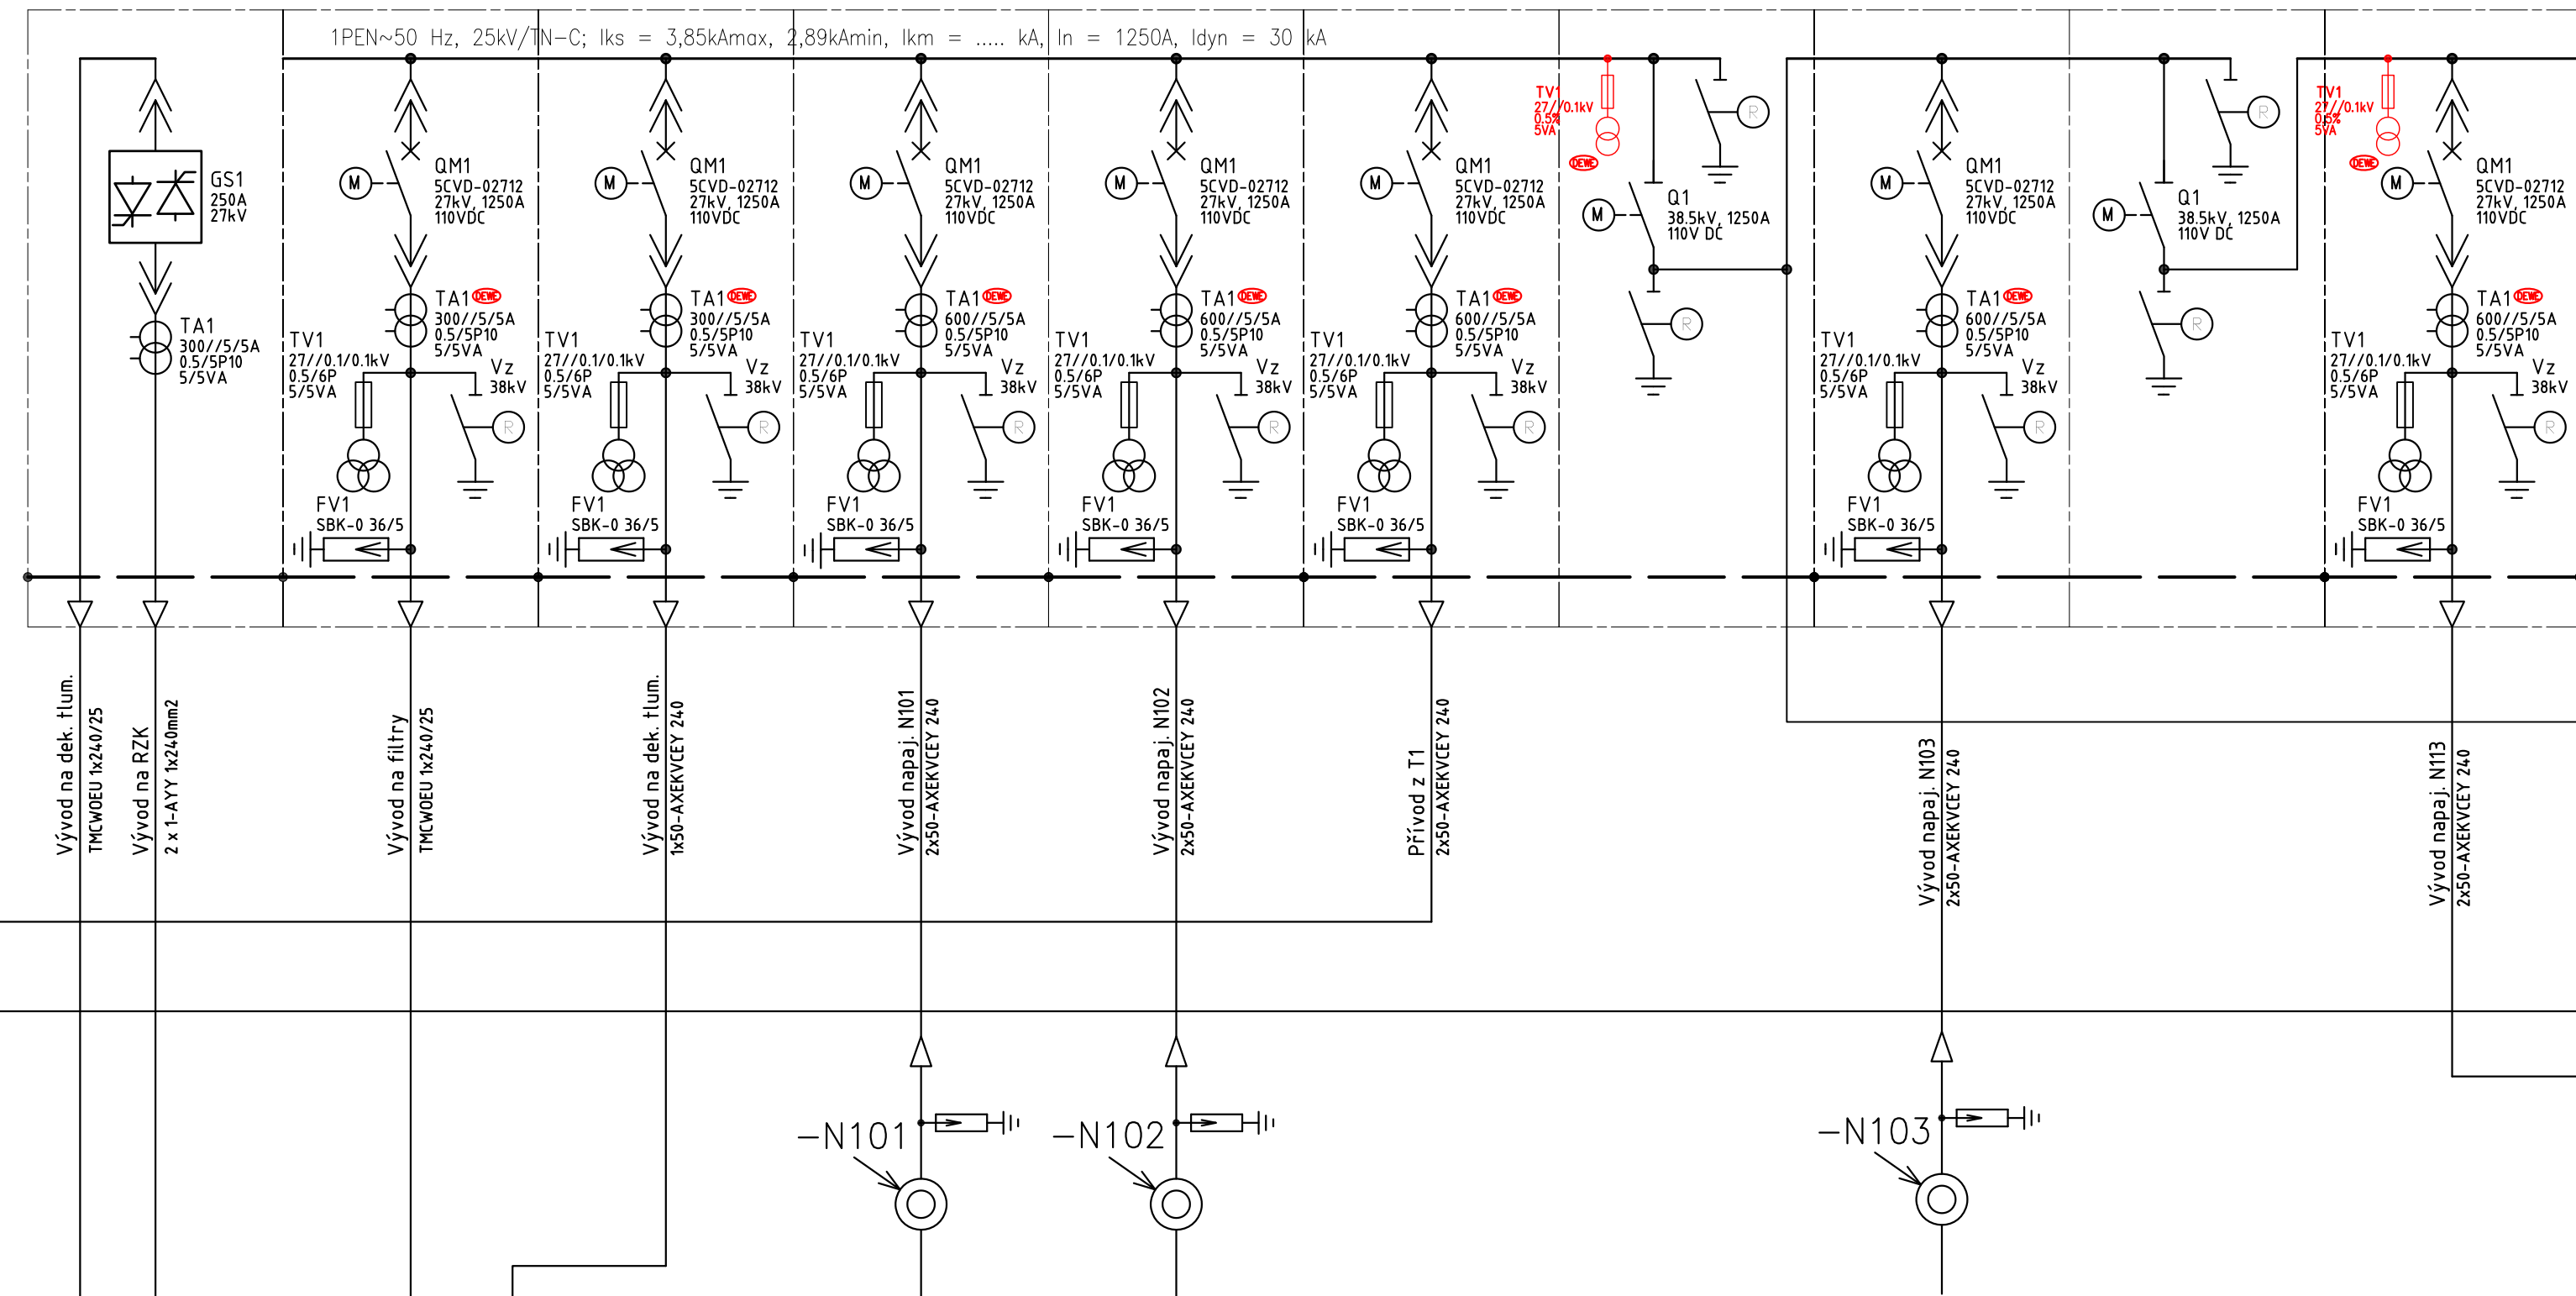 1PEN~50 Hz, 25kV/TN-C; Iks = 3,85kAmax, 2,89kAmin, Ikm = ..... kA, In = 1250A, Idyn = 30 kA
GS1
250A
27kV
TA1
300//5/5A
0.5/5P10
5/5VA
M
QM1
5CVD-02712
27kV, 1250A
110VDC
TA1
DEWE
300//5/5A
0.5/5P10
5/5VA
TV1
27//0.1/0.1kV
0.5/6P
5/5VA
Vz
38kV
R
FV1
SBK-0 36/5
M
QM1
5CVD-02712
27kV, 1250A
110VDC
TA1
DEWE
300//5/5A
0.5/5P10
5/5VA
TV1
27//0.1/0.1kV
0.5/6P
5/5VA
Vz
38kV
R
FV1
SBK-0 36/5
M
QM1
5CVD-02712
27kV, 1250A
110VDC
TA1
DEWE
600//5/5A
0.5/5P10
5/5VA
TV1
27//0.1/0.1kV
0.5/6P
5/5VA
Vz
38kV
R
FV1
SBK-0 36/5
M
QM1
5CVD-02712
27kV, 1250A
110VDC
TA1
DEWE
600//5/5A
0.5/5P10
5/5VA
TV1
27//0.1/0.1kV
0.5/6P
5/5VA
Vz
38kV
R
FV1
SBK-0 36/5
M
QM1
5CVD-02712
27kV, 1250A
110VDC
TA1
DEWE
600//5/5A
0.5/5P10
5/5VA
TV1
27//0.1/0.1kV
0.5/6P
5/5VA
Vz
38kV
R
FV1
SBK-0 36/5
TV1
27//0.1kV
0.5%
5VA
DEWE
R
M
Q1
38.5kV, 1250A
110V DC
R
M
QM1
5CVD-02712
27kV, 1250A
110VDC
TA1
DEWE
600//5/5A
0.5/5P10
5/5VA
TV1
27//0.1/0.1kV
0.5/6P
5/5VA
Vz
38kV
R
FV1
SBK-0 36/5
R
M
Q1
38.5kV, 1250A
110V DC
R
TV1
27//0.1kV
0.5%
5VA
DEWE
M
QM1
5CVD-02712
27kV, 1250A
110VDC
TA1
DEWE
600//5/5A
0.5/5P10
5/5VA
TV1
27//0.1/0.1kV
0.5/6P
5/5VA
Vz
38kV
R
FV1
SBK-0 36/5
Vývod na dek. tlum.
TMCWOEU 1x240/25
Vývod na RZK
2 x 1-AYY 1x240mm2
Vývod na filtry
TMCWOEU 1x240/25
Vývod na dek. tlum.
1x50-AXEKVCEY 240
Vývod napaj. N101
2x50-AXEKVCEY 240
Vývod napaj. N102
2x50-AXEKVCEY 240
Přívod z T1
2x50-AXEKVCEY 240
Vývod napaj. N103
2x50-AXEKVCEY 240
Vývod napaj. N113
2x50-AXEKVCEY 240
-N101
-N102
-N103